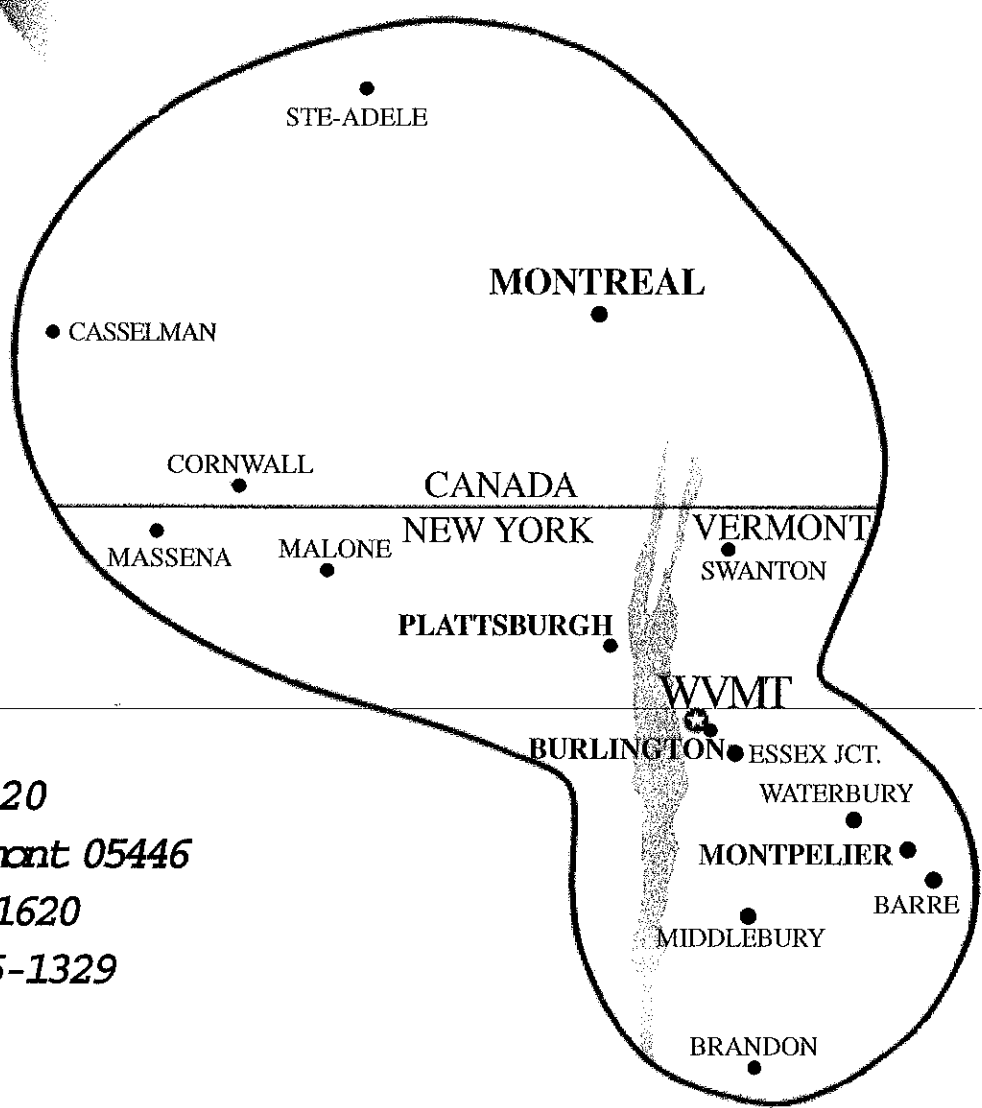 STE-ADELE
MONTREAL
CASSELMAN
CORNWALL
CANADA
NEW YORK
VERMONT
MASSENA
MALONE
SWANTON
PLATTSBURGH
WVMT
BURLINGTON
ESSEX JCT.
WATERBURY
MONTPELIER
BARRE
MIDDLEBURY
BRANDON
20
mont 05446
1620
-1329